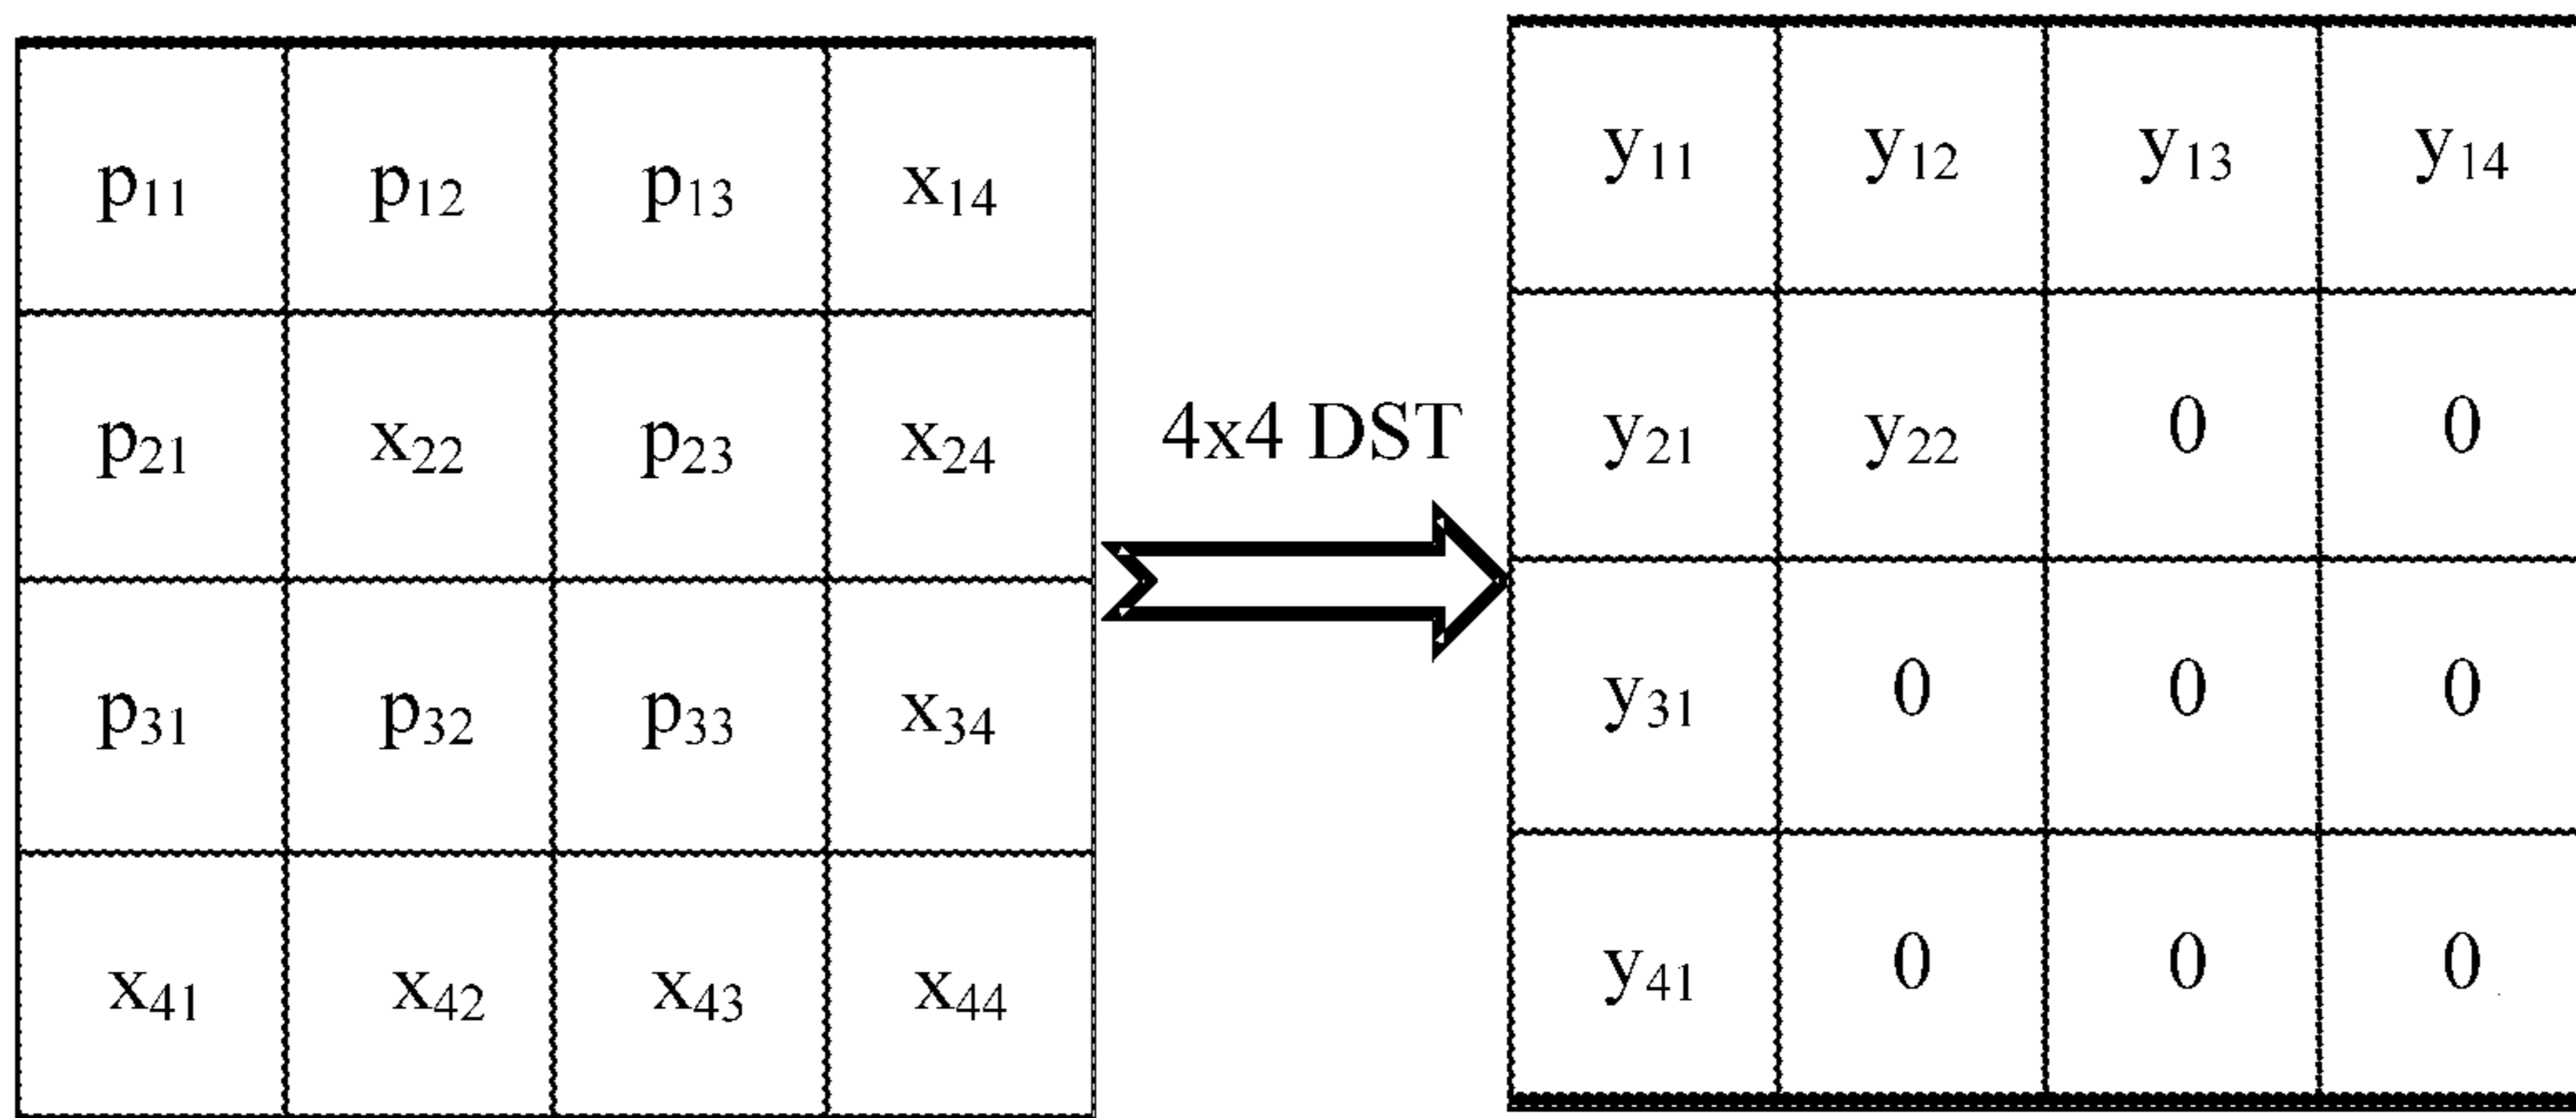 p₁₁ p₁₂ p₁₃ x₁₄
p₂₁ x₂₂ p₂₃ x₂₄
p₃₁ p₃₂ p₃₃ x₃₄
x₄₁ x₄₂ x₄₃ x₄₄
4x4 DST
y₁₁ y₁₂ y₁₃ y₁₄
y₂₁ y₂₂ 0 0
y₃₁ 0 0 0
y₄₁ 0 0 0